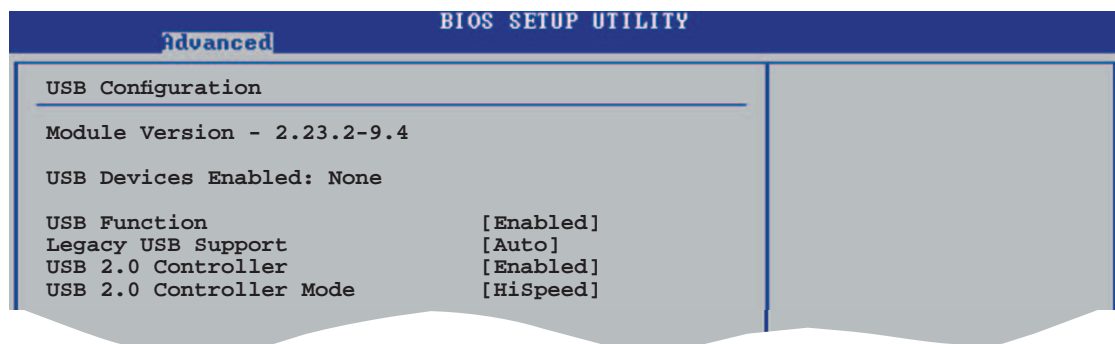 BIOS SETUP UTILITY
Advanced
USB Configuration
Module Version - 2.23.2-9.4
USB Devices Enabled: None
USB Function [Enabled]
Legacy USB Support [Auto]
USB 2.0 Controller [Enabled]
USB 2.0 Controller Mode [HiSpeed]